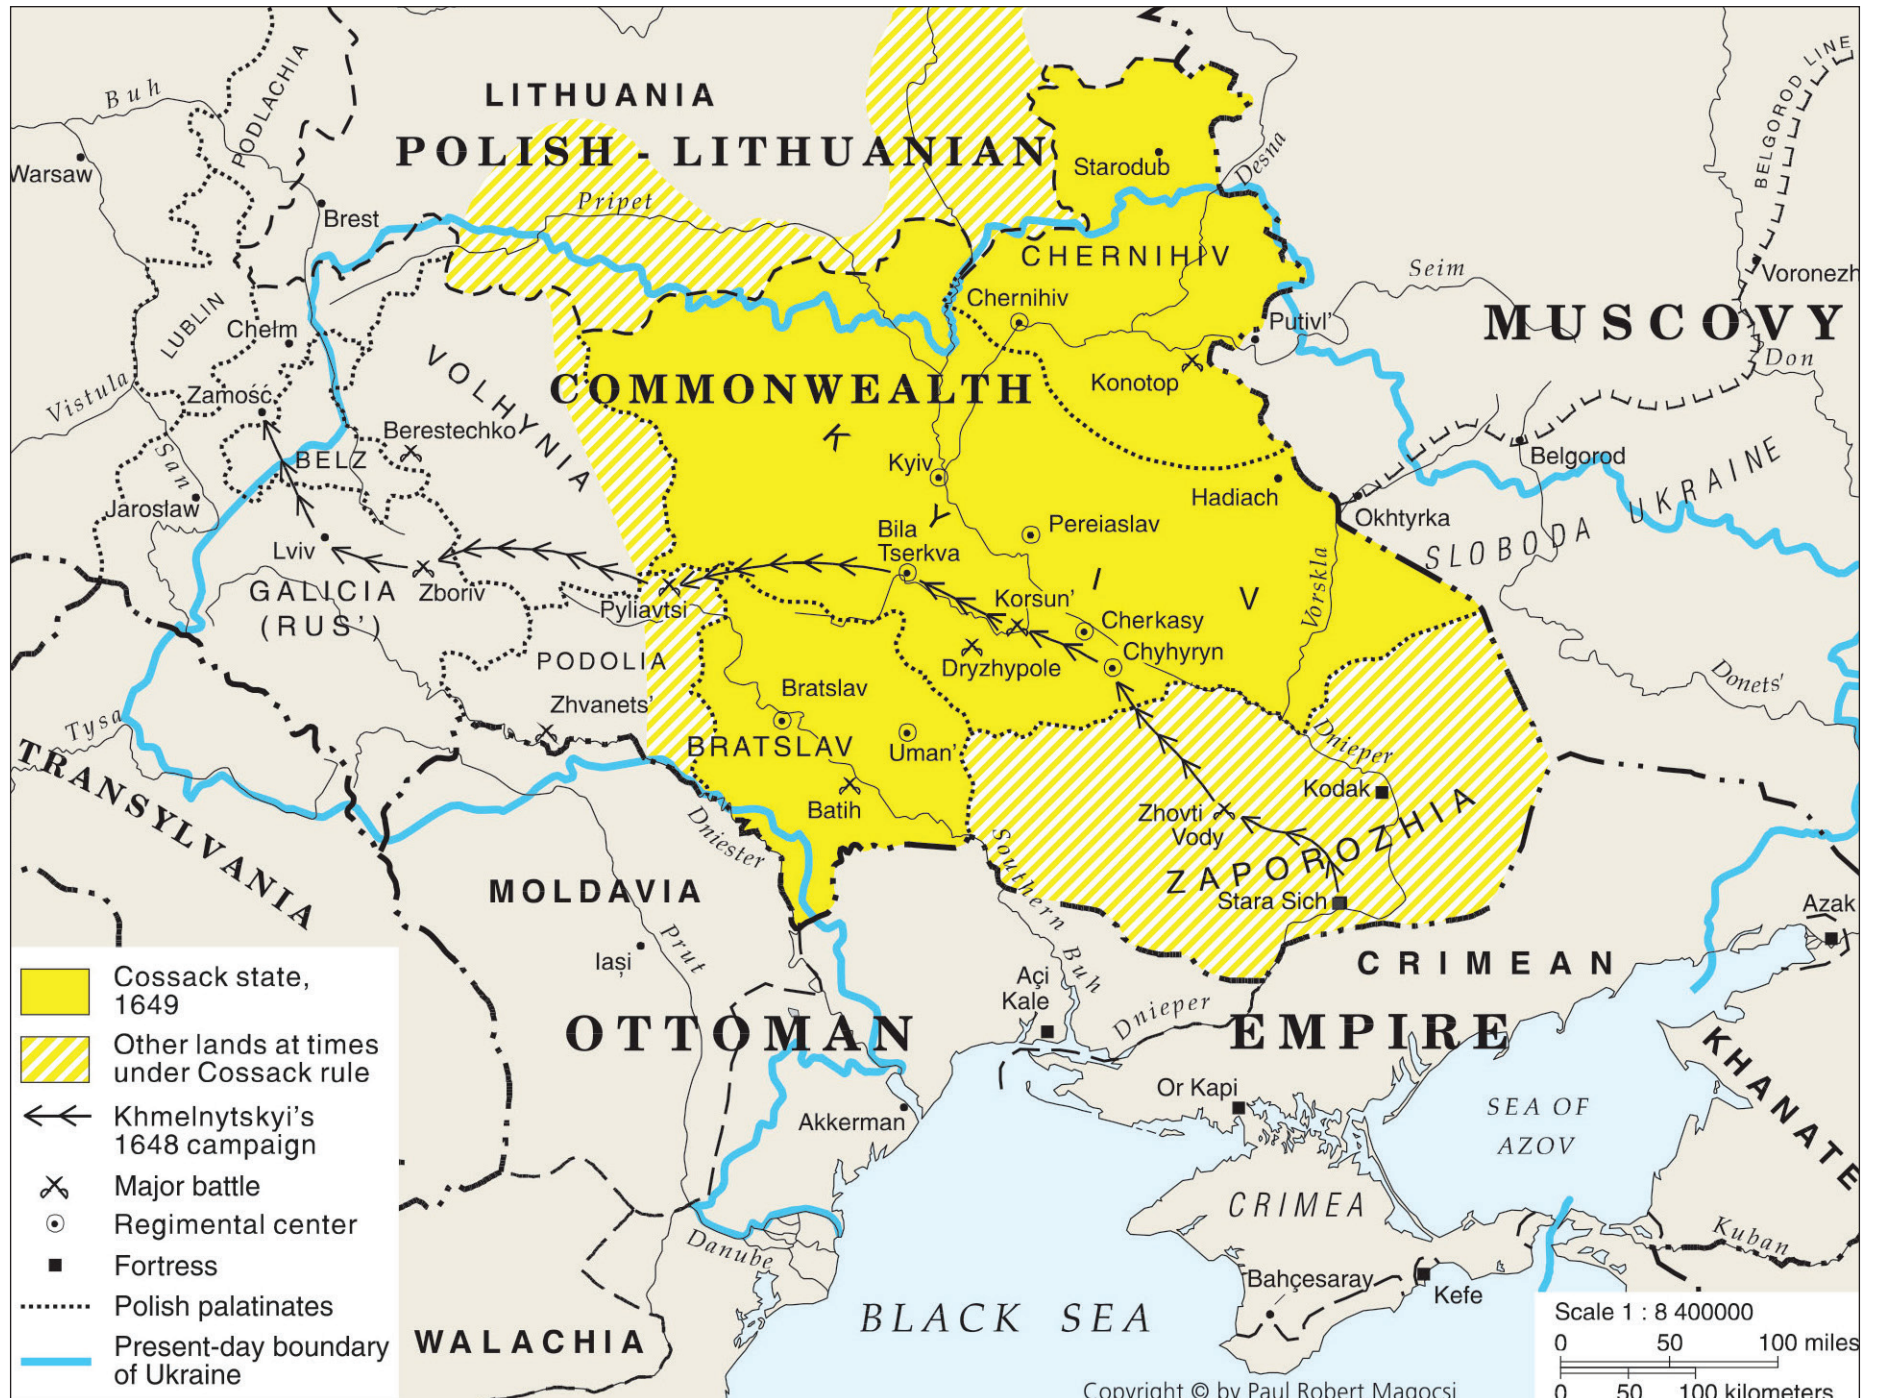 LITHUANIA
POLISH - LITHUANIAN
COMMONWEALTH
Buh
PODLACHIA
Warsaw
Brest
Pripet
Starodub
Desna
BELGOROD LINE
CHERNIHIV
Chernihiv
Seim
Voronezh
LUBLIN
Chełm
VOLHYNIA
Putivl'
MUSCOVY
Don
Vistula
Zamość
Konotop
San
Berestechko
BELZ
K Y I V
Kyiv
Hadiach
Belgorod
Jarosław
Okhtyrka
SLOBODA UKRAINE
Lviv
Bila
Tserkva
Pereiaslav
Vorskla
GALICIA
(RUS')
Zboriv
Pyliavtsi
Korsun'
Cherkasy
Chyhyryn
Dryzhypole
PODOLIA
Zhvanets'
Bratslav
BRATSLAV
Uman'
Batih
Donets'
Tysa
TRANSYLVANIA
Dnieper
Kodak
Zhovti
Vody
ZAPOROZHIA
Stara Sich
Dniester
MOLDAVIA
Southern Buh
Iași
Prut
Azak
CRIMEAN
KHANATE
Açi
Kale
Dnieper
OTTOMAN
EMPIRE
Or Kapi
Akkerman
SEA OF
AZOV
CRIMEA
Danube
Kuban
Bahçesaray
Kefe
BLACK SEA
WALACHIA
Cossack state,
1649
Other lands at times
under Cossack rule
Khmelnytskyi's
1648 campaign
Major battle
Regimental center
Fortress
Polish palatinates
Present-day boundary
of Ukraine
Scale 1 : 8 400000
0 50 100 miles
0 50 100 kilometers
Copyright © by Paul Robert Magocsi